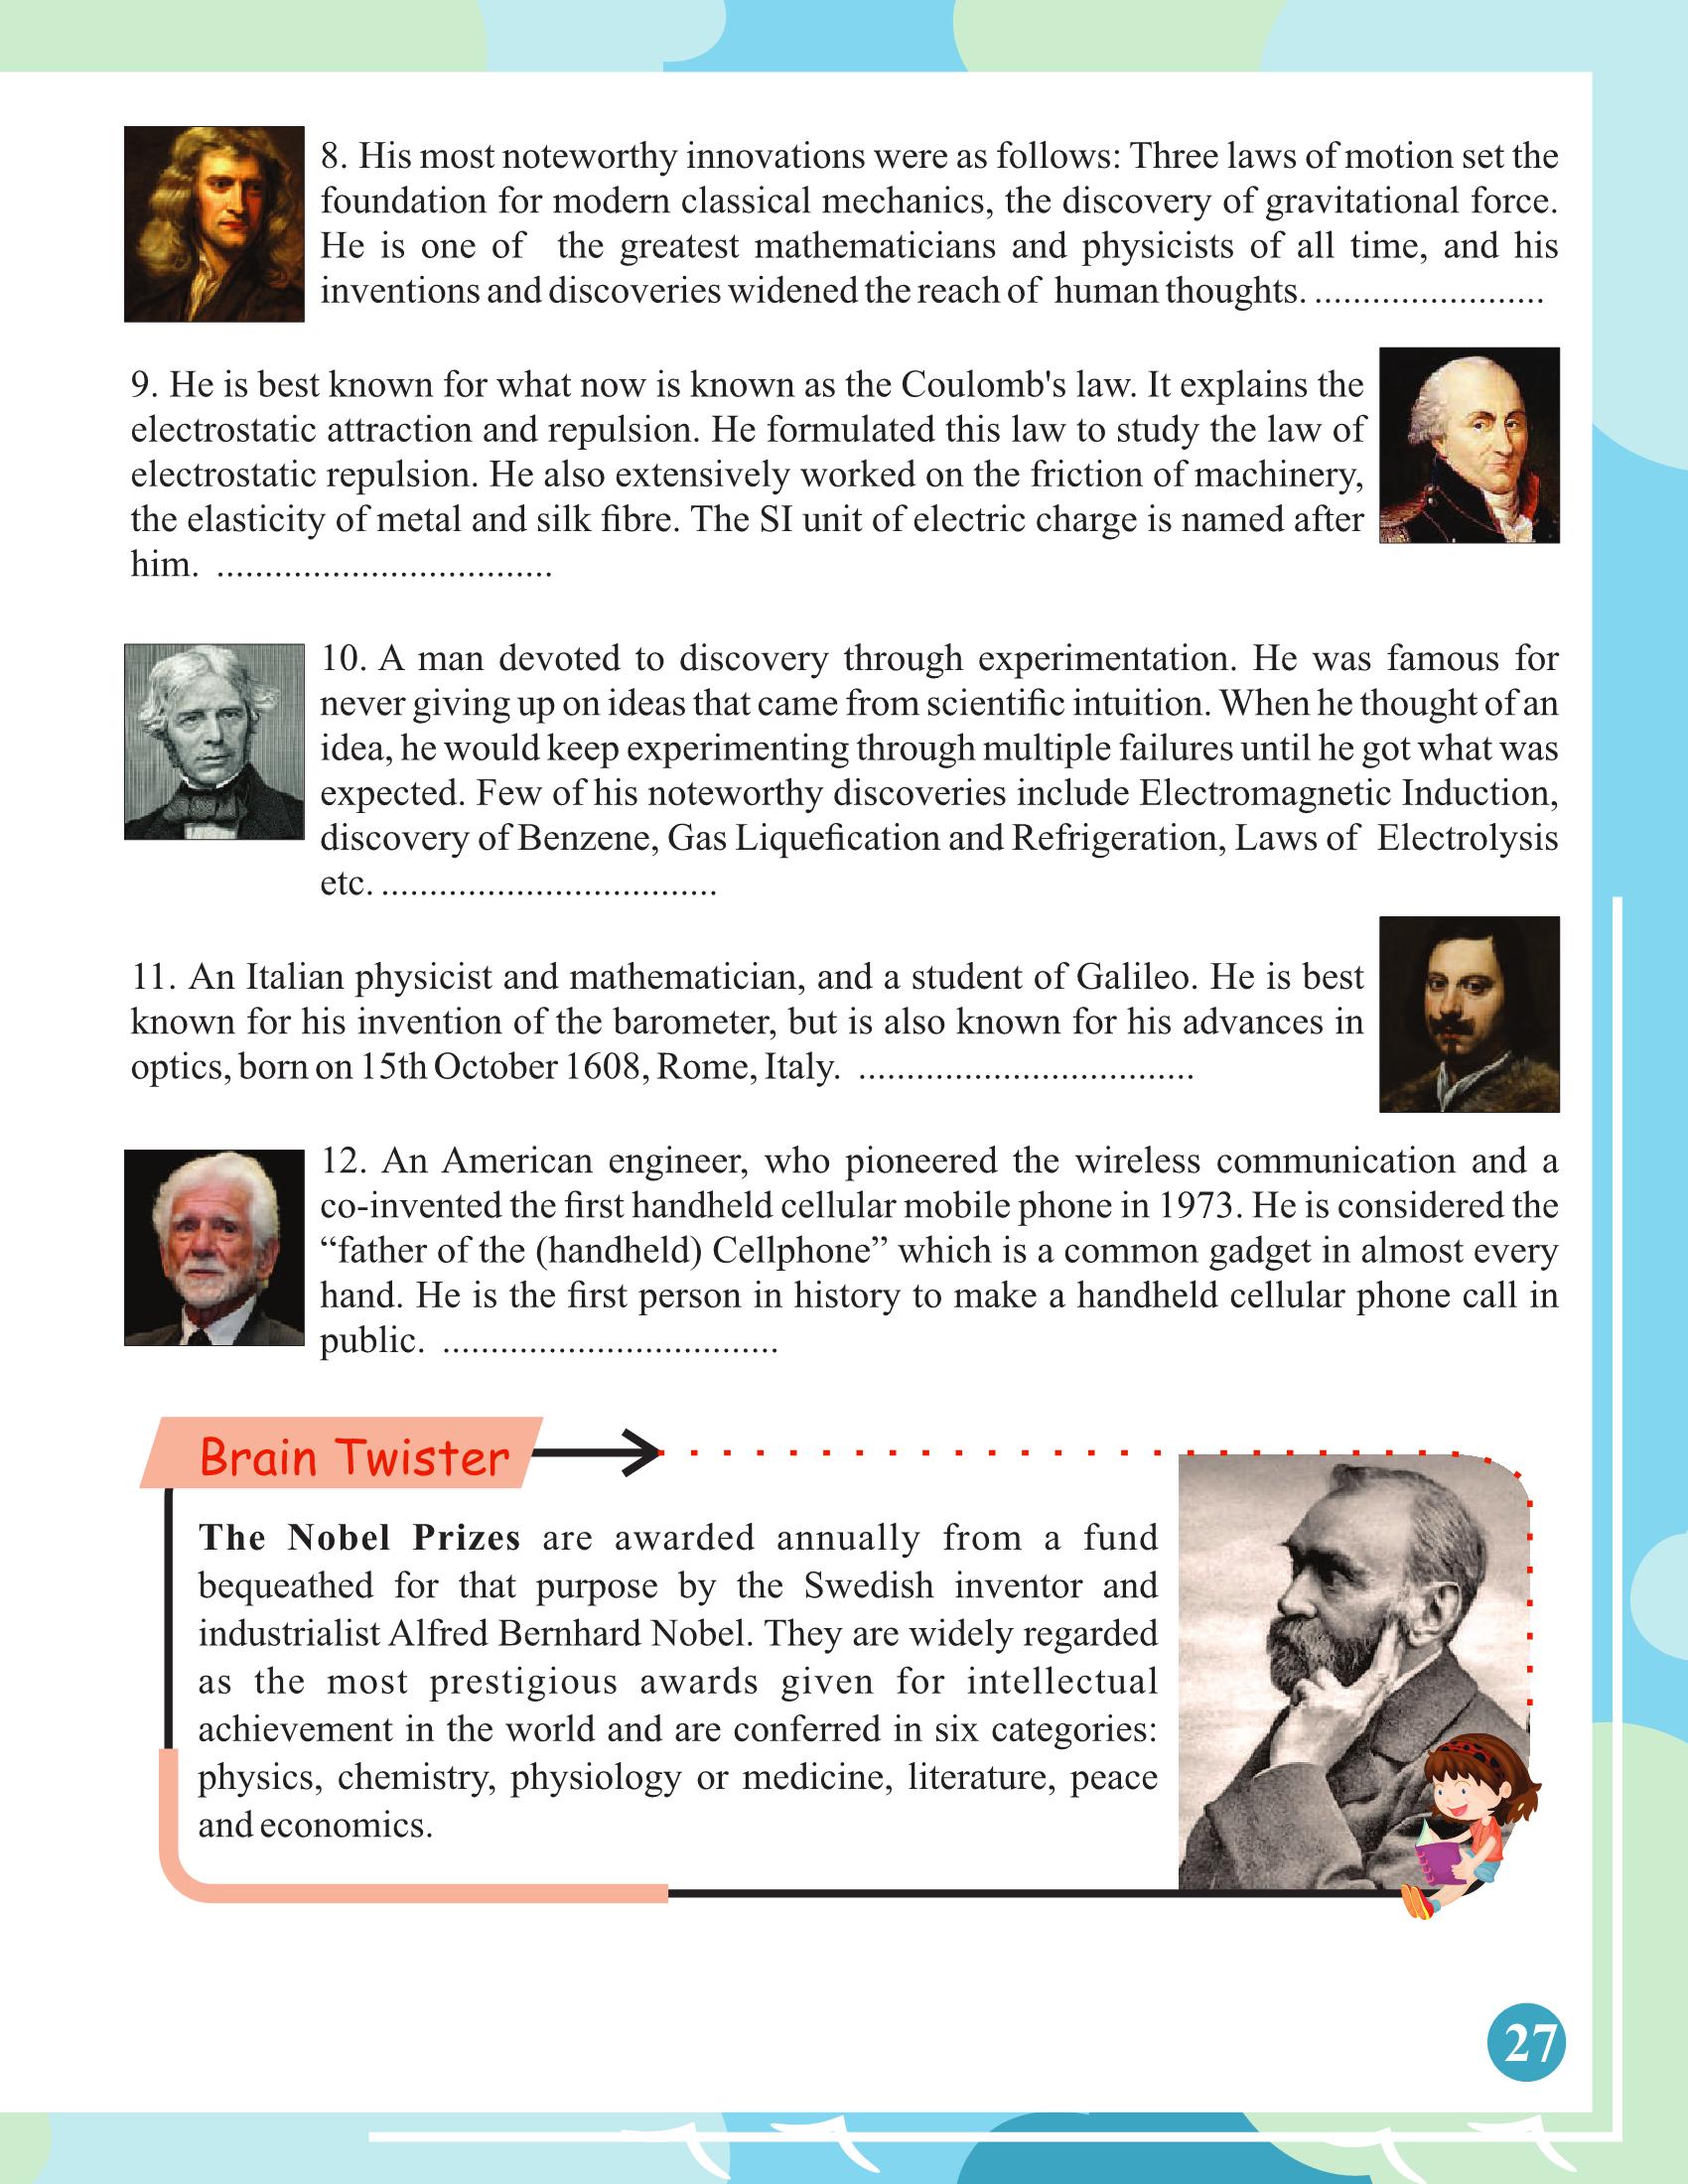 8. His most noteworthy innovations were as follows: Three laws of motion set the
foundation for modern classical mechanics, the discovery of gravitational force.
He is one of the greatest mathematicians and physicists of all time, and his
inventions and discoveries widened the reach of human thoughts. ........................
9. He is best known for what now is known as the Coulomb's law. It explains the
electrostatic attraction and repulsion. He formulated this law to study the law of
electrostatic repulsion. He also extensively worked on the friction of machinery,
the elasticity of metal and silk fibre. The SI unit of electric charge is named after
him. ...................................
10. A man devoted to discovery through experimentation. He was famous for
never giving up on ideas that came from scientific intuition. When he thought of an
idea, he would keep experimenting through multiple failures until he got what was
expected. Few of his noteworthy discoveries include Electromagnetic Induction,
discovery of Benzene, Gas Liquefication and Refrigeration, Laws of Electrolysis
etc. ...................................
11. An Italian physicist and mathematician, and a student of Galileo. He is best
known for his invention of the barometer, but is also known for his advances in
optics, born on 15th October 1608, Rome, Italy. ...................................
12. An American engineer, who pioneered the wireless communication and a
co-invented the first handheld cellular mobile phone in 1973. He is considered the
“father of the (handheld) Cellphone” which is a common gadget in almost every
hand. He is the first person in history to make a handheld cellular phone call in
public. ...................................
Brain Twister
The Nobel Prizes are awarded annually from a fund
bequeathed for that purpose by the Swedish inventor and
industrialist Alfred Bernhard Nobel. They are widely regarded
as the most prestigious awards given for intellectual
achievement in the world and are conferred in six categories:
physics, chemistry, physiology or medicine, literature, peace
and economics.
27